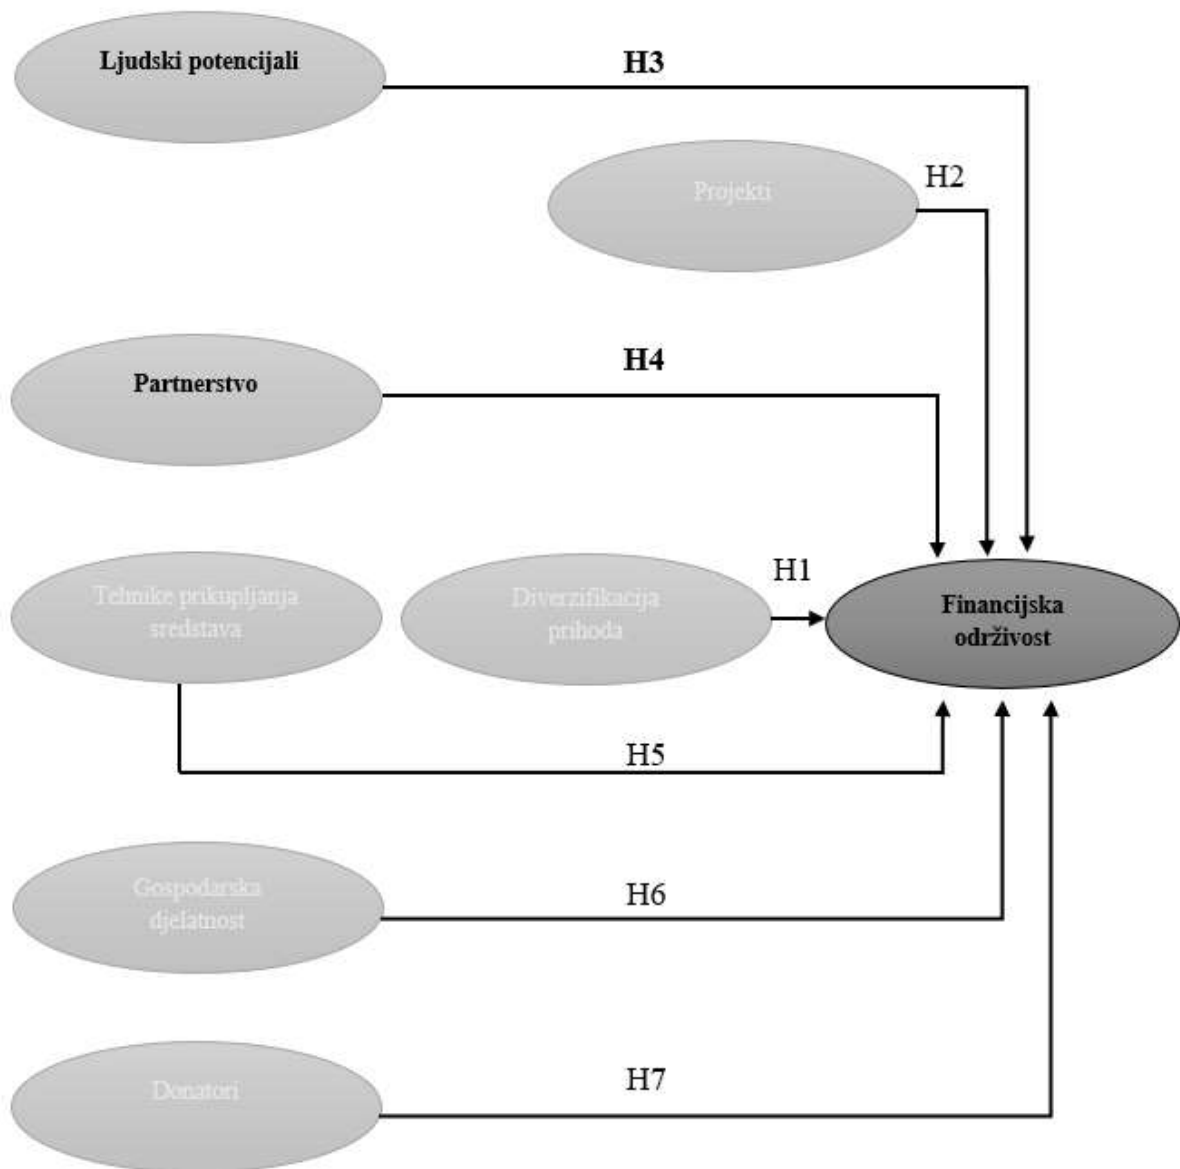 Ljudski potencijali
H3
Projekti
H2
Partnerstvo
H4
Tehnike prikupljanja
sredstava
Diverzifikacija
prihoda
H1
Financijska
održivost
H5
Gospodarska
djelatnost
H6
Donatori
H7